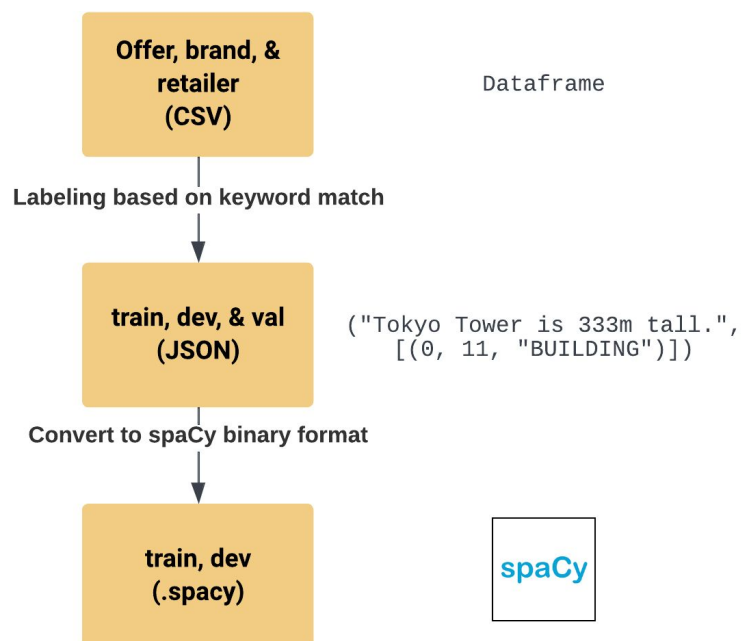 Offer, brand, &
retailer
(CSV)
Dataframe
Labeling based on keyword match
train, dev, & val
(JSON)
("Tokyo Tower is 333m tall.",
[(0, 11, "BUILDING")])
Convert to spaCy binary format
train, dev
(.spacy)
spaCy